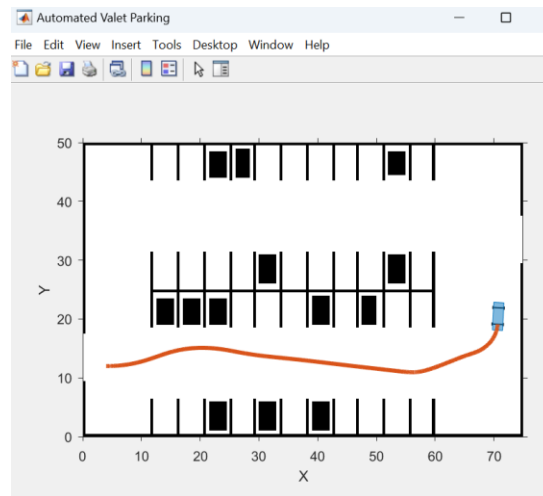 Automated Valet Parking
File Edit View Insert Tools Desktop Window Help
50
40
30
20
10
0
Y
0 10 20 30 40 50 60 70
X